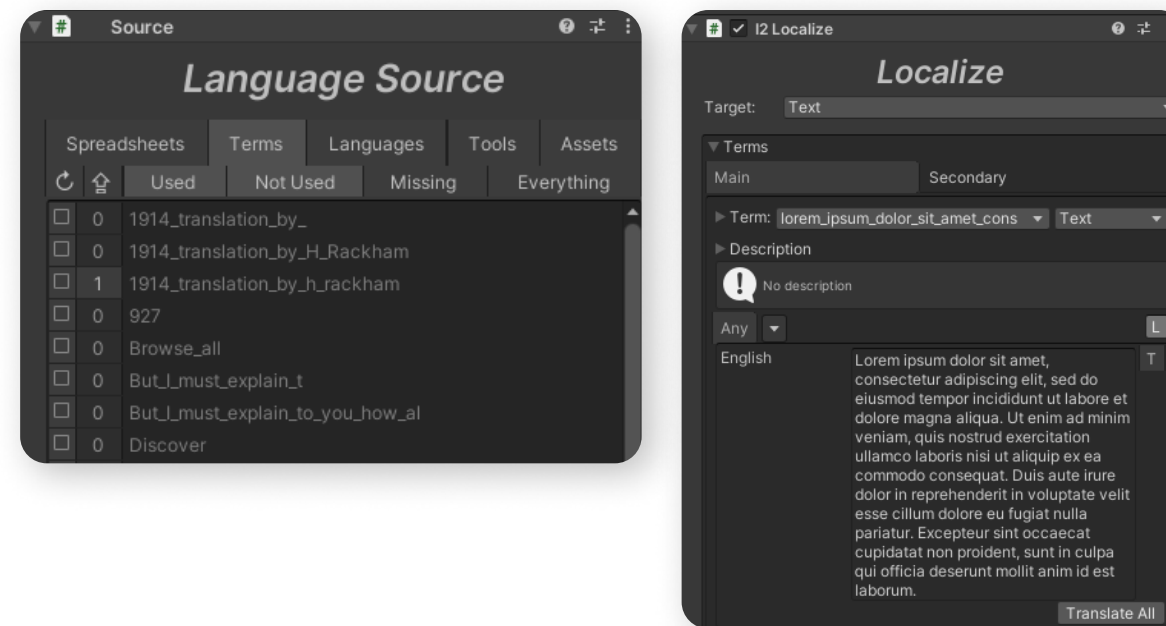 Source
Language Source
Spreadsheets Terms Languages Tools Assets
Used Not Used Missing Everything
0 1914_translation_by_
0 1914_translation_by_H_Rackham
1 1914_translation_by_h_rackham
0 927
0 Browse_all
0 But_I_must_explain_t
0 But_I_must_explain_to_you_how_al
0 Discover
I2 Localize
Localize
Target: Text
Terms
Main Secondary
Term: lorem_ipsum_dolor_sit_amet_cons Text
Description
No description
Any L
English T
Lorem ipsum dolor sit amet,
consectetur adipiscing elit, sed do
eiusmod tempor incididunt ut labore et
dolore magna aliqua. Ut enim ad minim
veniam, quis nostrud exercitation
ullamco laboris nisi ut aliquip ex ea
commodo consequat. Duis aute irure
dolor in reprehenderit in voluptate velit
esse cillum dolore eu fugiat nulla
pariatur. Excepteur sint occaecat
cupidatat non proident, sunt in culpa
qui officia deserunt mollit anim id est
laborum.
Translate All